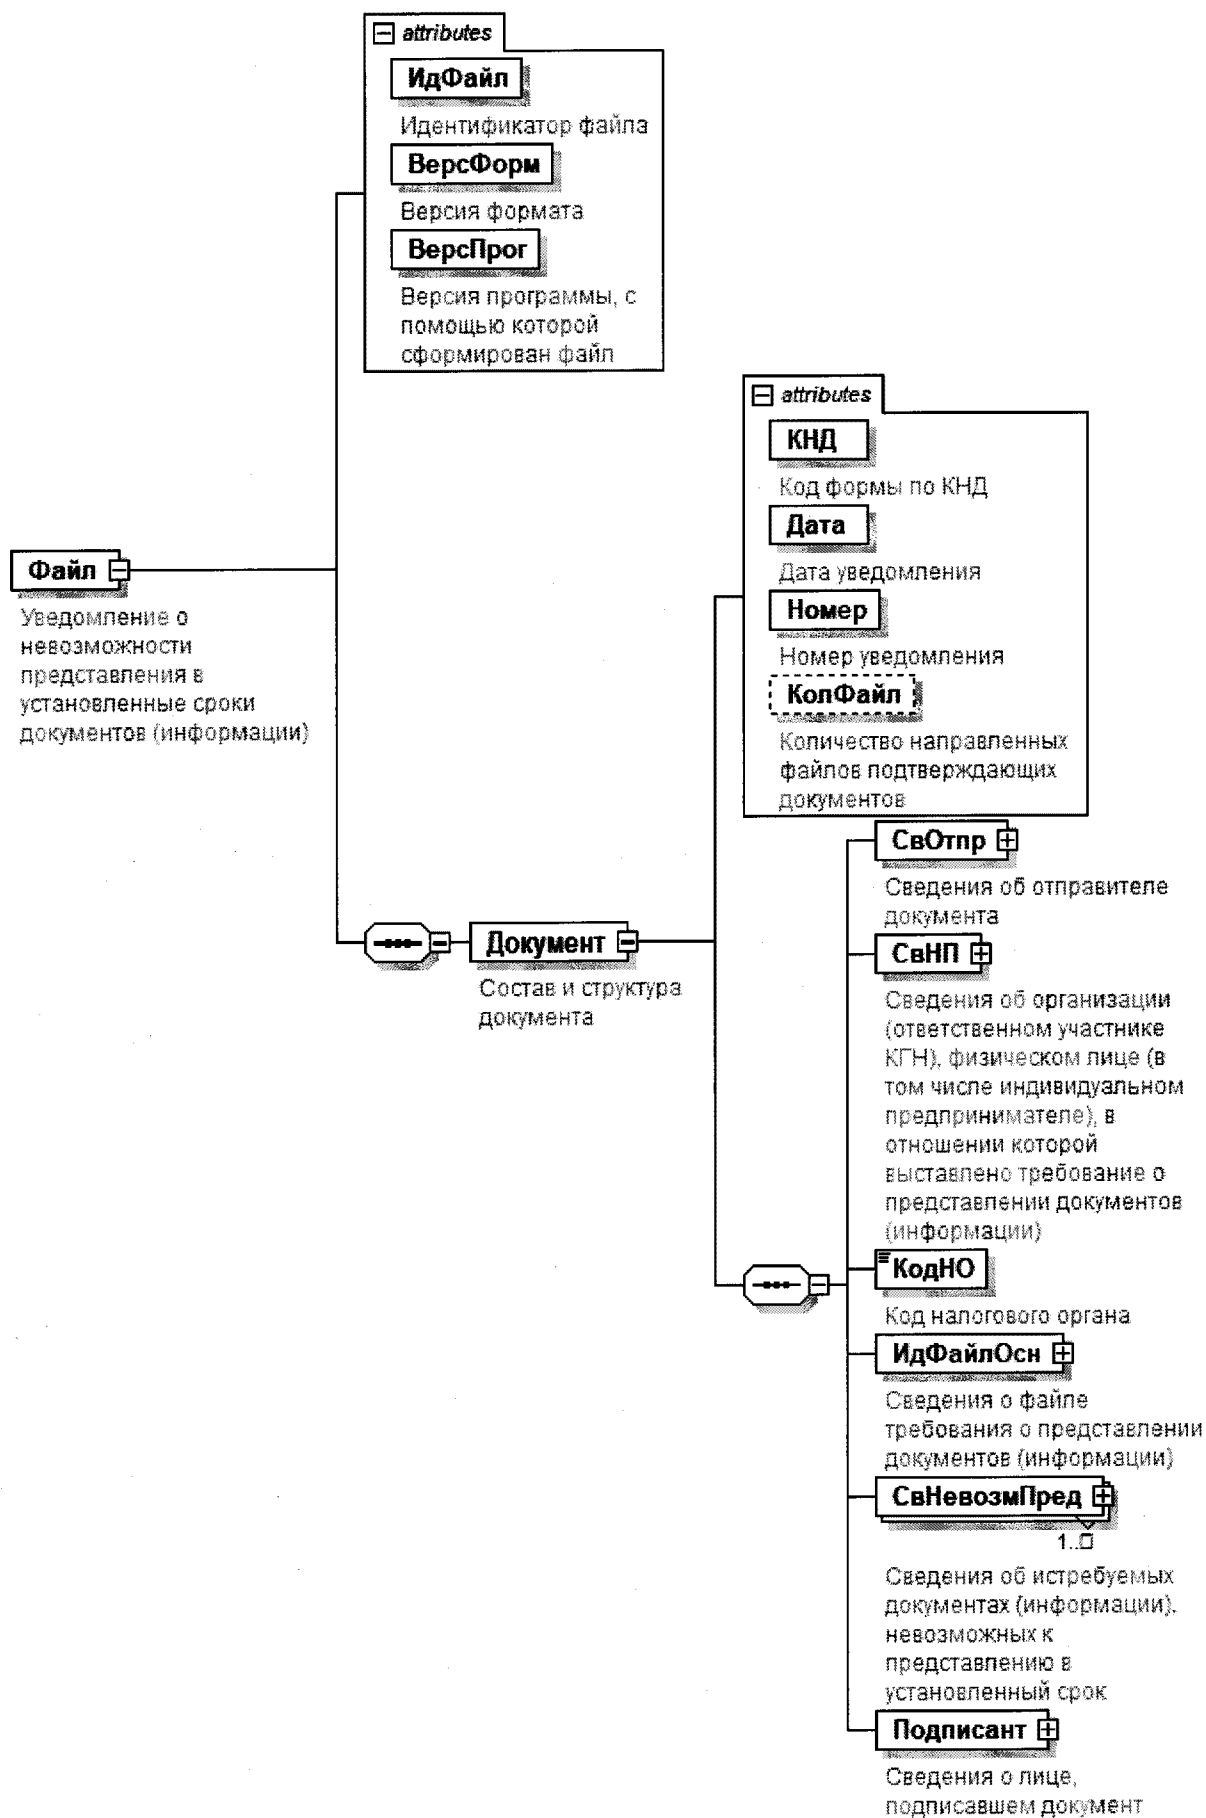 attributes
ИдФайл
Идентификатор файла
ВерсФорм
Версия формата
ВерсПрог
Версия программы, с
помощью которой
сформирован файл
Файл
Уведомление о
невозможности
представления в
установленные сроки
документов (информации)
attributes
КНД
Код формы по КНД
Дата
Дата уведомления
Номер
Номер уведомления
КолФайл
Количество направленных
файлов подтверждающих
документов
Документ
Состав и структура
документа
СвОтпр
Сведения об отправителе
документа
СвНП
Сведения об организации
(ответственном участнике
КГН), физическом лице (в
том числе индивидуальном
предпринимателе), в
отношении которой
выставлено требование о
представлении документов
(информации)
КодНО
Код налогового органа
ИдФайлОсн
Сведения о файле
требования о представлении
документов (информации)
СвНевозмПред
1..□
Сведения об истребуемых
документах (информации),
невозможных к
представлению в
установленный срок
Подписант
Сведения о лице,
подписавшем документ